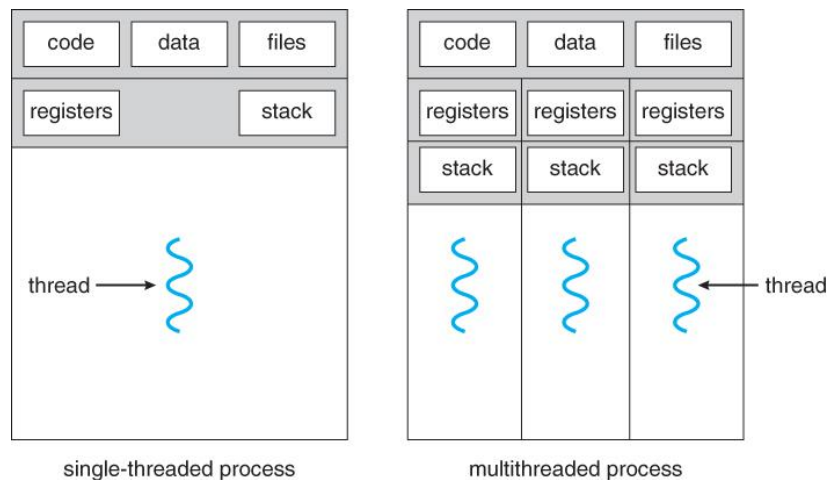 code data files
registers stack
thread
single-threaded process
code data files
registers registers registers
stack stack stack
thread
multithreaded process